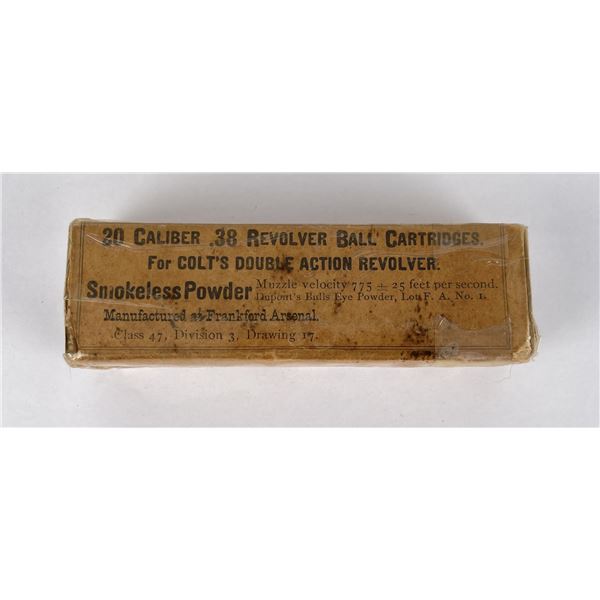 20 CALIBER .38 REVOLVER BALL CARTRIDGES.
FOR COLT'S DOUBLE ACTION REVOLVER.
Smokeless Powder Muzzle velocity 775 ± 25 feet per second.
Dupont's Bulls Eye Powder, Lot F. A. No. 1.
Manufactured at Frankford Arsenal.
Class 47, Division 3, Drawing 17.